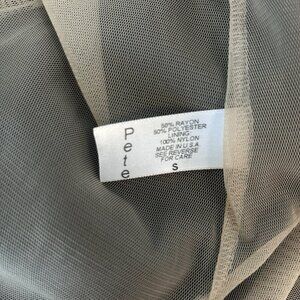 Pete
50% RAYON
50% POLYESTER
LINING
100% NYLON
MADE IN U.S.A
SEE REVERSE
FOR CARE
S